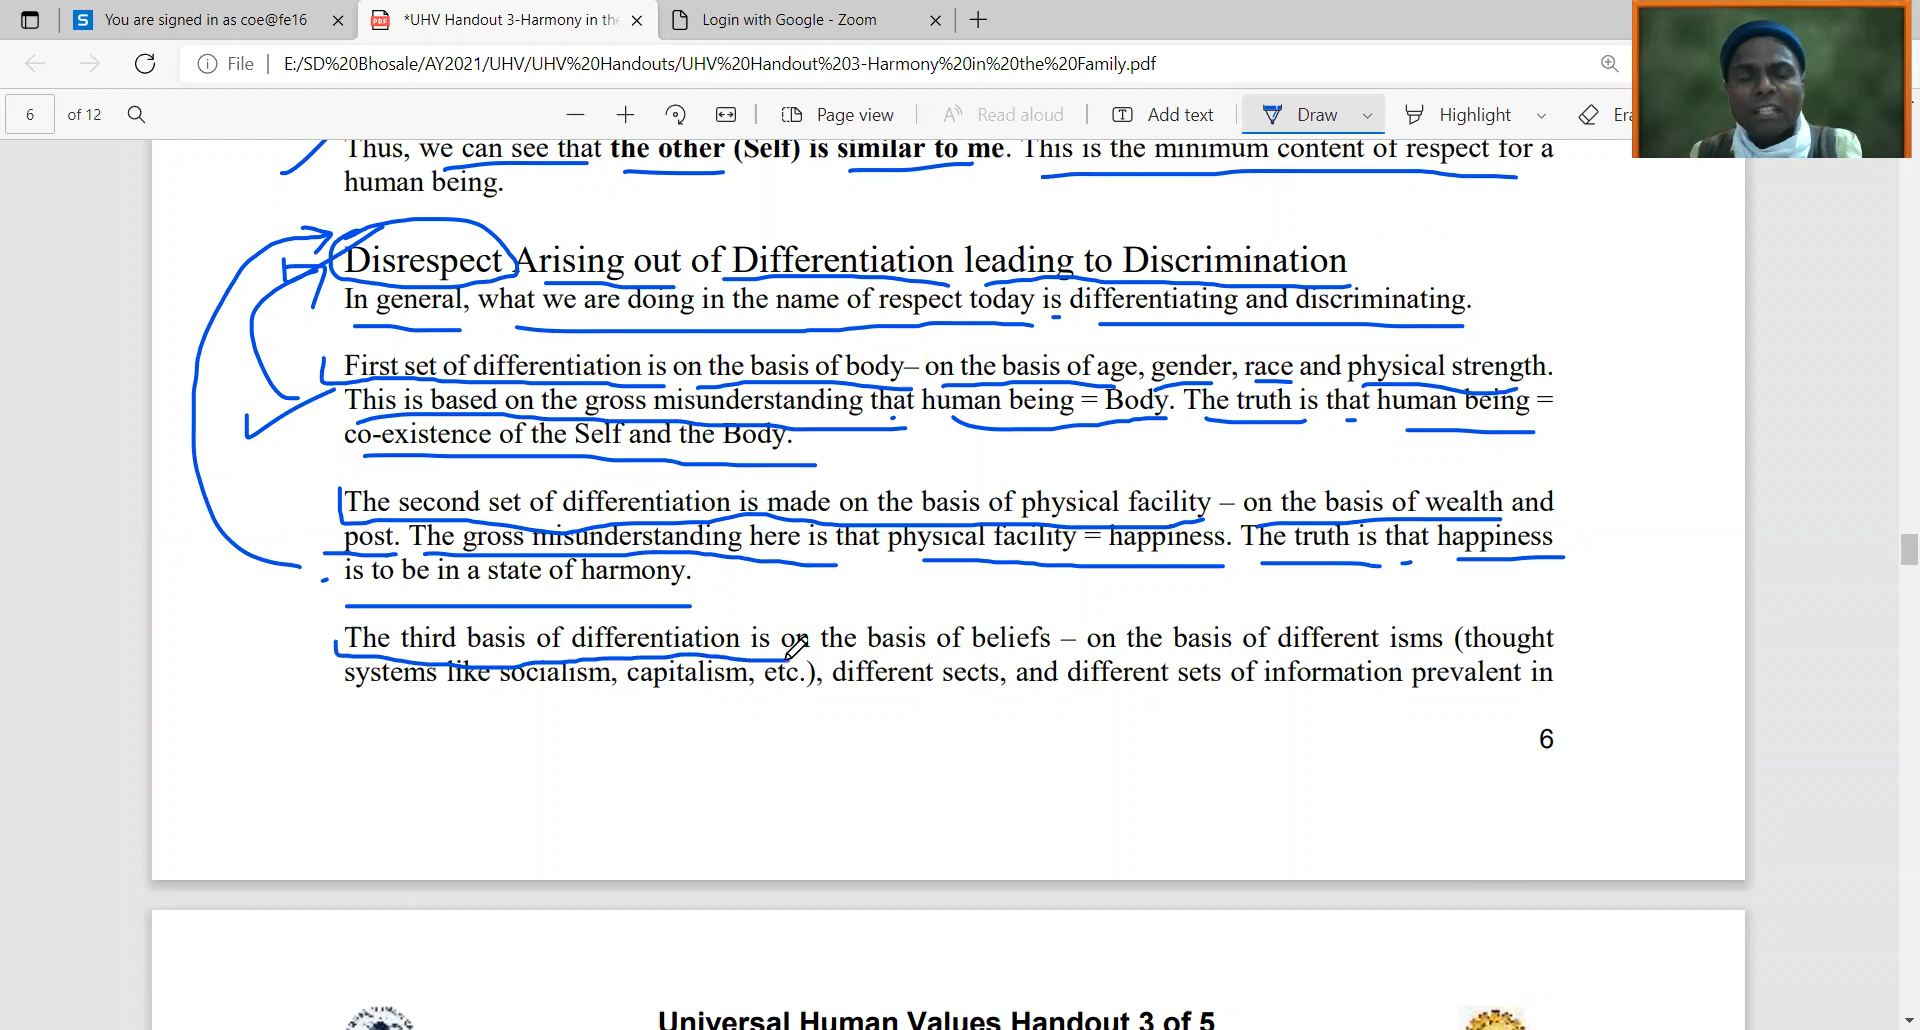 You are signed in as coe@fe16
*UHV Handout 3-Harmony in the
Login with Google - Zoom
File
E:/SD%20Bhosale/AY2021/UHV/UHV%20Handouts/UHV%20Handout%203-Harmony%20in%20the%20Family.pdf
6 of 12
Page view
Read aloud
Add text
Draw
Highlight
Era
Thus, we can see that the other (Self) is similar to me. This is the minimum content of respect for a
human being.
Disrespect Arising out of Differentiation leading to Discrimination
In general, what we are doing in the name of respect today is differentiating and discriminating.
First set of differentiation is on the basis of body– on the basis of age, gender, race and physical strength.
This is based on the gross misunderstanding that human being = Body. The truth is that human being =
co-existence of the Self and the Body.
The second set of differentiation is made on the basis of physical facility – on the basis of wealth and
post. The gross misunderstanding here is that physical facility = happiness. The truth is that happiness
is to be in a state of harmony.
The third basis of differentiation is on the basis of beliefs – on the basis of different isms (thought
systems like socialism, capitalism, etc.), different sects, and different sets of information prevalent in
6
Universal Human Values Handout 3 of 5